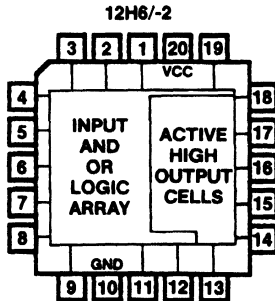 12H6/-2
3 2 1 20 19
VCC
4 18
5 17
6 16
7 15
8 14
INPUT
AND
OR
LOGIC
ARRAY
ACTIVE
HIGH
OUTPUT
CELLS
GND
9 10 11 12 13